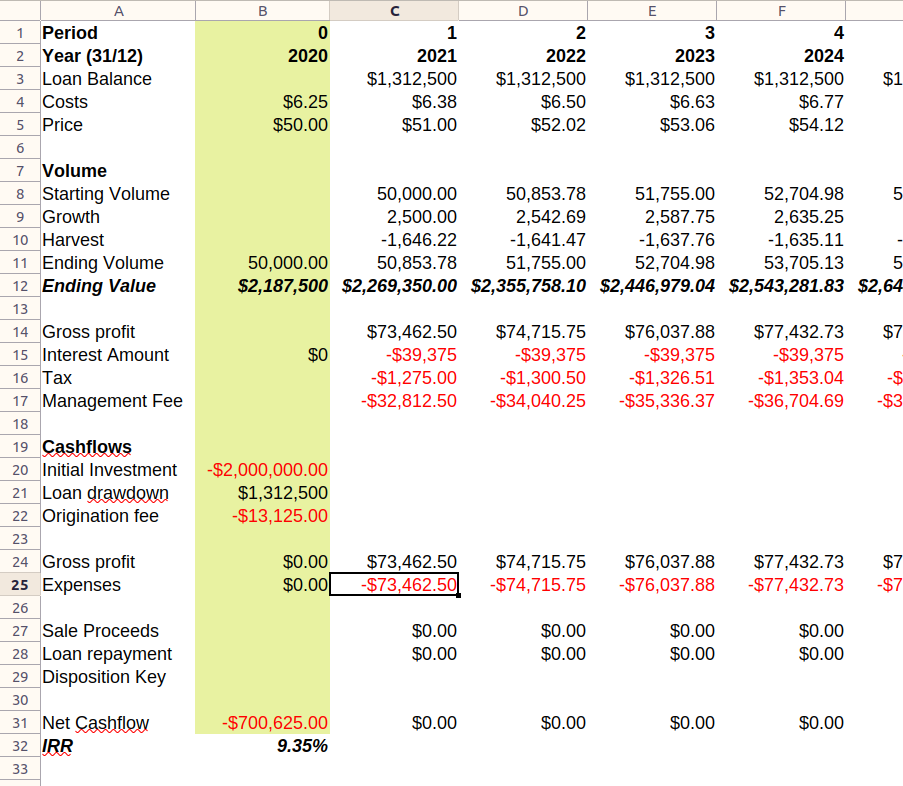 A B C D E F
1 Period 0 1 2 3 4
2 Year (31/12) 2020 2021 2022 2023 2024
3 Loan Balance $1,312,500 $1,312,500 $1,312,500 $1,312,500 $1
4 Costs $6.25 $6.38 $6.50 $6.63 $6.77
5 Price $50.00 $51.00 $52.02 $53.06 $54.12
6
7 Volume
8 Starting Volume 50,000.00 50,853.78 51,755.00 52,704.98 5
9 Growth 2,500.00 2,542.69 2,587.75 2,635.25
10 Harvest -1,646.22 -1,641.47 -1,637.76 -1,635.11 -
11 Ending Volume 50,000.00 50,853.78 51,755.00 52,704.98 53,705.13 5
12 Ending Value $2,187,500 $2,269,350.00 $2,355,758.10 $2,446,979.04 $2,543,281.83 $2,64
13
14 Gross profit $73,462.50 $74,715.75 $76,037.88 $77,432.73 $7
15 Interest Amount $0 -$39,375 -$39,375 -$39,375 -$39,375
16 Tax -$1,275.00 -$1,300.50 -$1,326.51 -$1,353.04 -$
17 Management Fee -$32,812.50 -$34,040.25 -$35,336.37 -$36,704.69 -$3
18
19 Cashflows
20 Initial Investment -$2,000,000.00
21 Loan drawdown $1,312,500
22 Origination fee -$13,125.00
23
24 Gross profit $0.00 $73,462.50 $74,715.75 $76,037.88 $77,432.73 $7
25 Expenses $0.00 -$73,462.50 -$74,715.75 -$76,037.88 -$77,432.73 -$7
26
27 Sale Proceeds $0.00 $0.00 $0.00 $0.00
28 Loan repayment $0.00 $0.00 $0.00 $0.00
29 Disposition Key
30
31 Net Cashflow -$700,625.00 $0.00 $0.00 $0.00 $0.00
32 IRR 9.35%
33